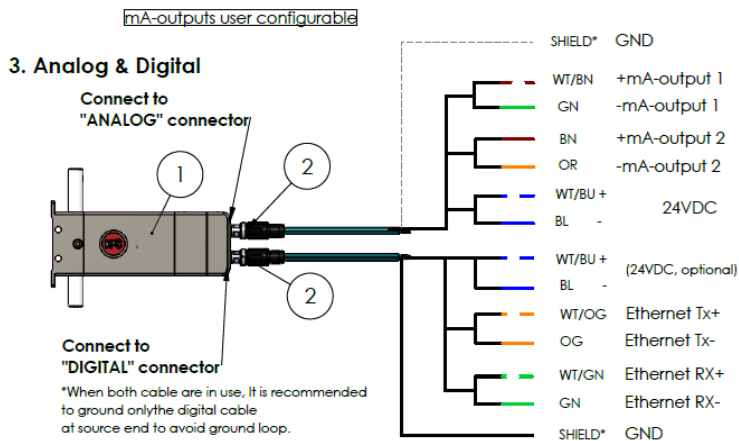 mA-outputs user configurable
3. Analog & Digital
Connect to
"ANALOG" connector
1
2
2
Connect to
"DIGITAL" connector
*When both cable are in use, It is recommended
to ground onlythe digital cable
at source end to avoid ground loop.
SHIELD* GND
WT/BN +mA-output 1
GN -mA-output 1
BN +mA-output 2
OR -mA-output 2
WT/BU +
24VDC
BL -
WT/BU +
(24VDC, optional)
BL -
WT/OG Ethernet Tx+
OG Ethernet Tx-
WT/GN Ethernet RX+
GN Ethernet RX-
SHIELD* GND